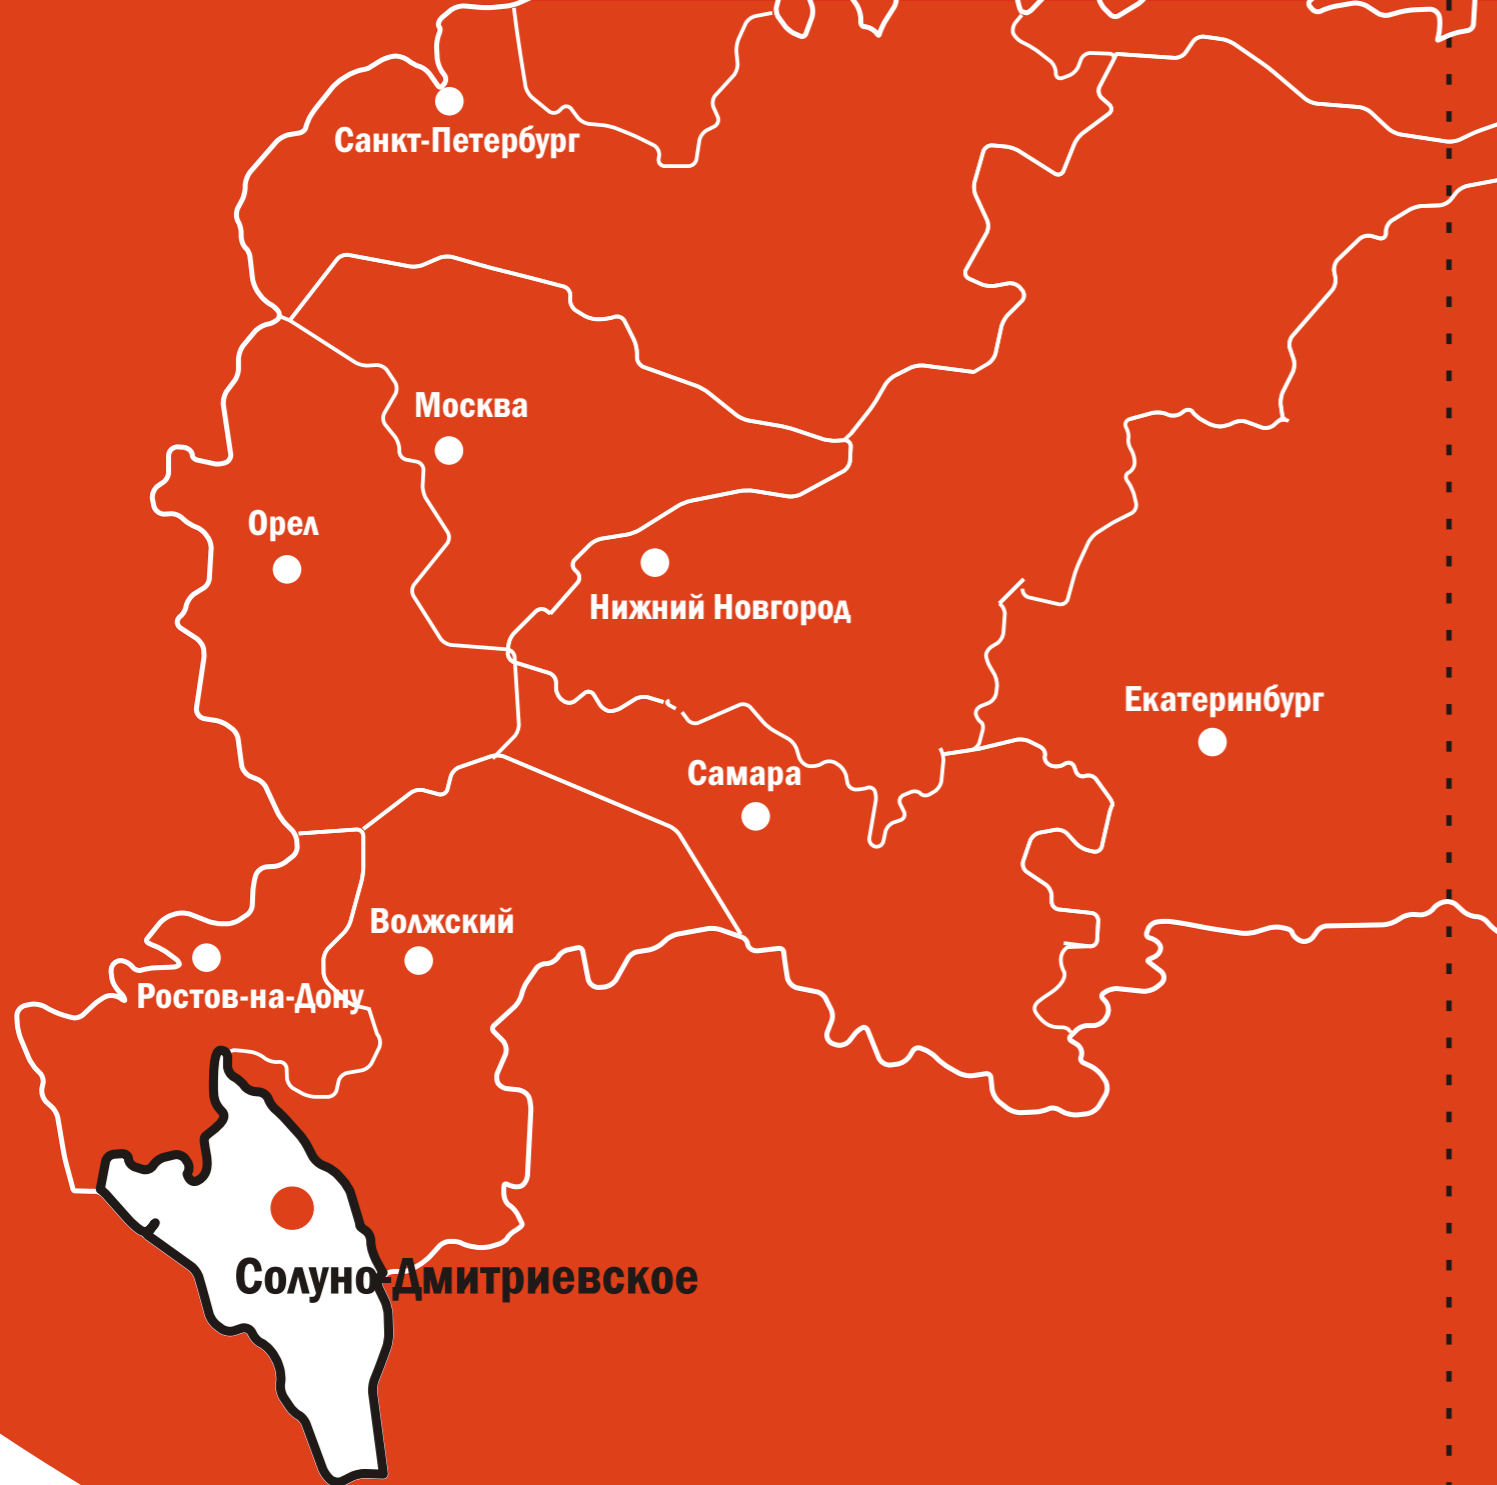 Санкт-Петербург
Москва
Орел
Нижний Новгород
Екатеринбург
Самара
Волжский
Ростов-на-Дону
Солуно-Дмитриевское